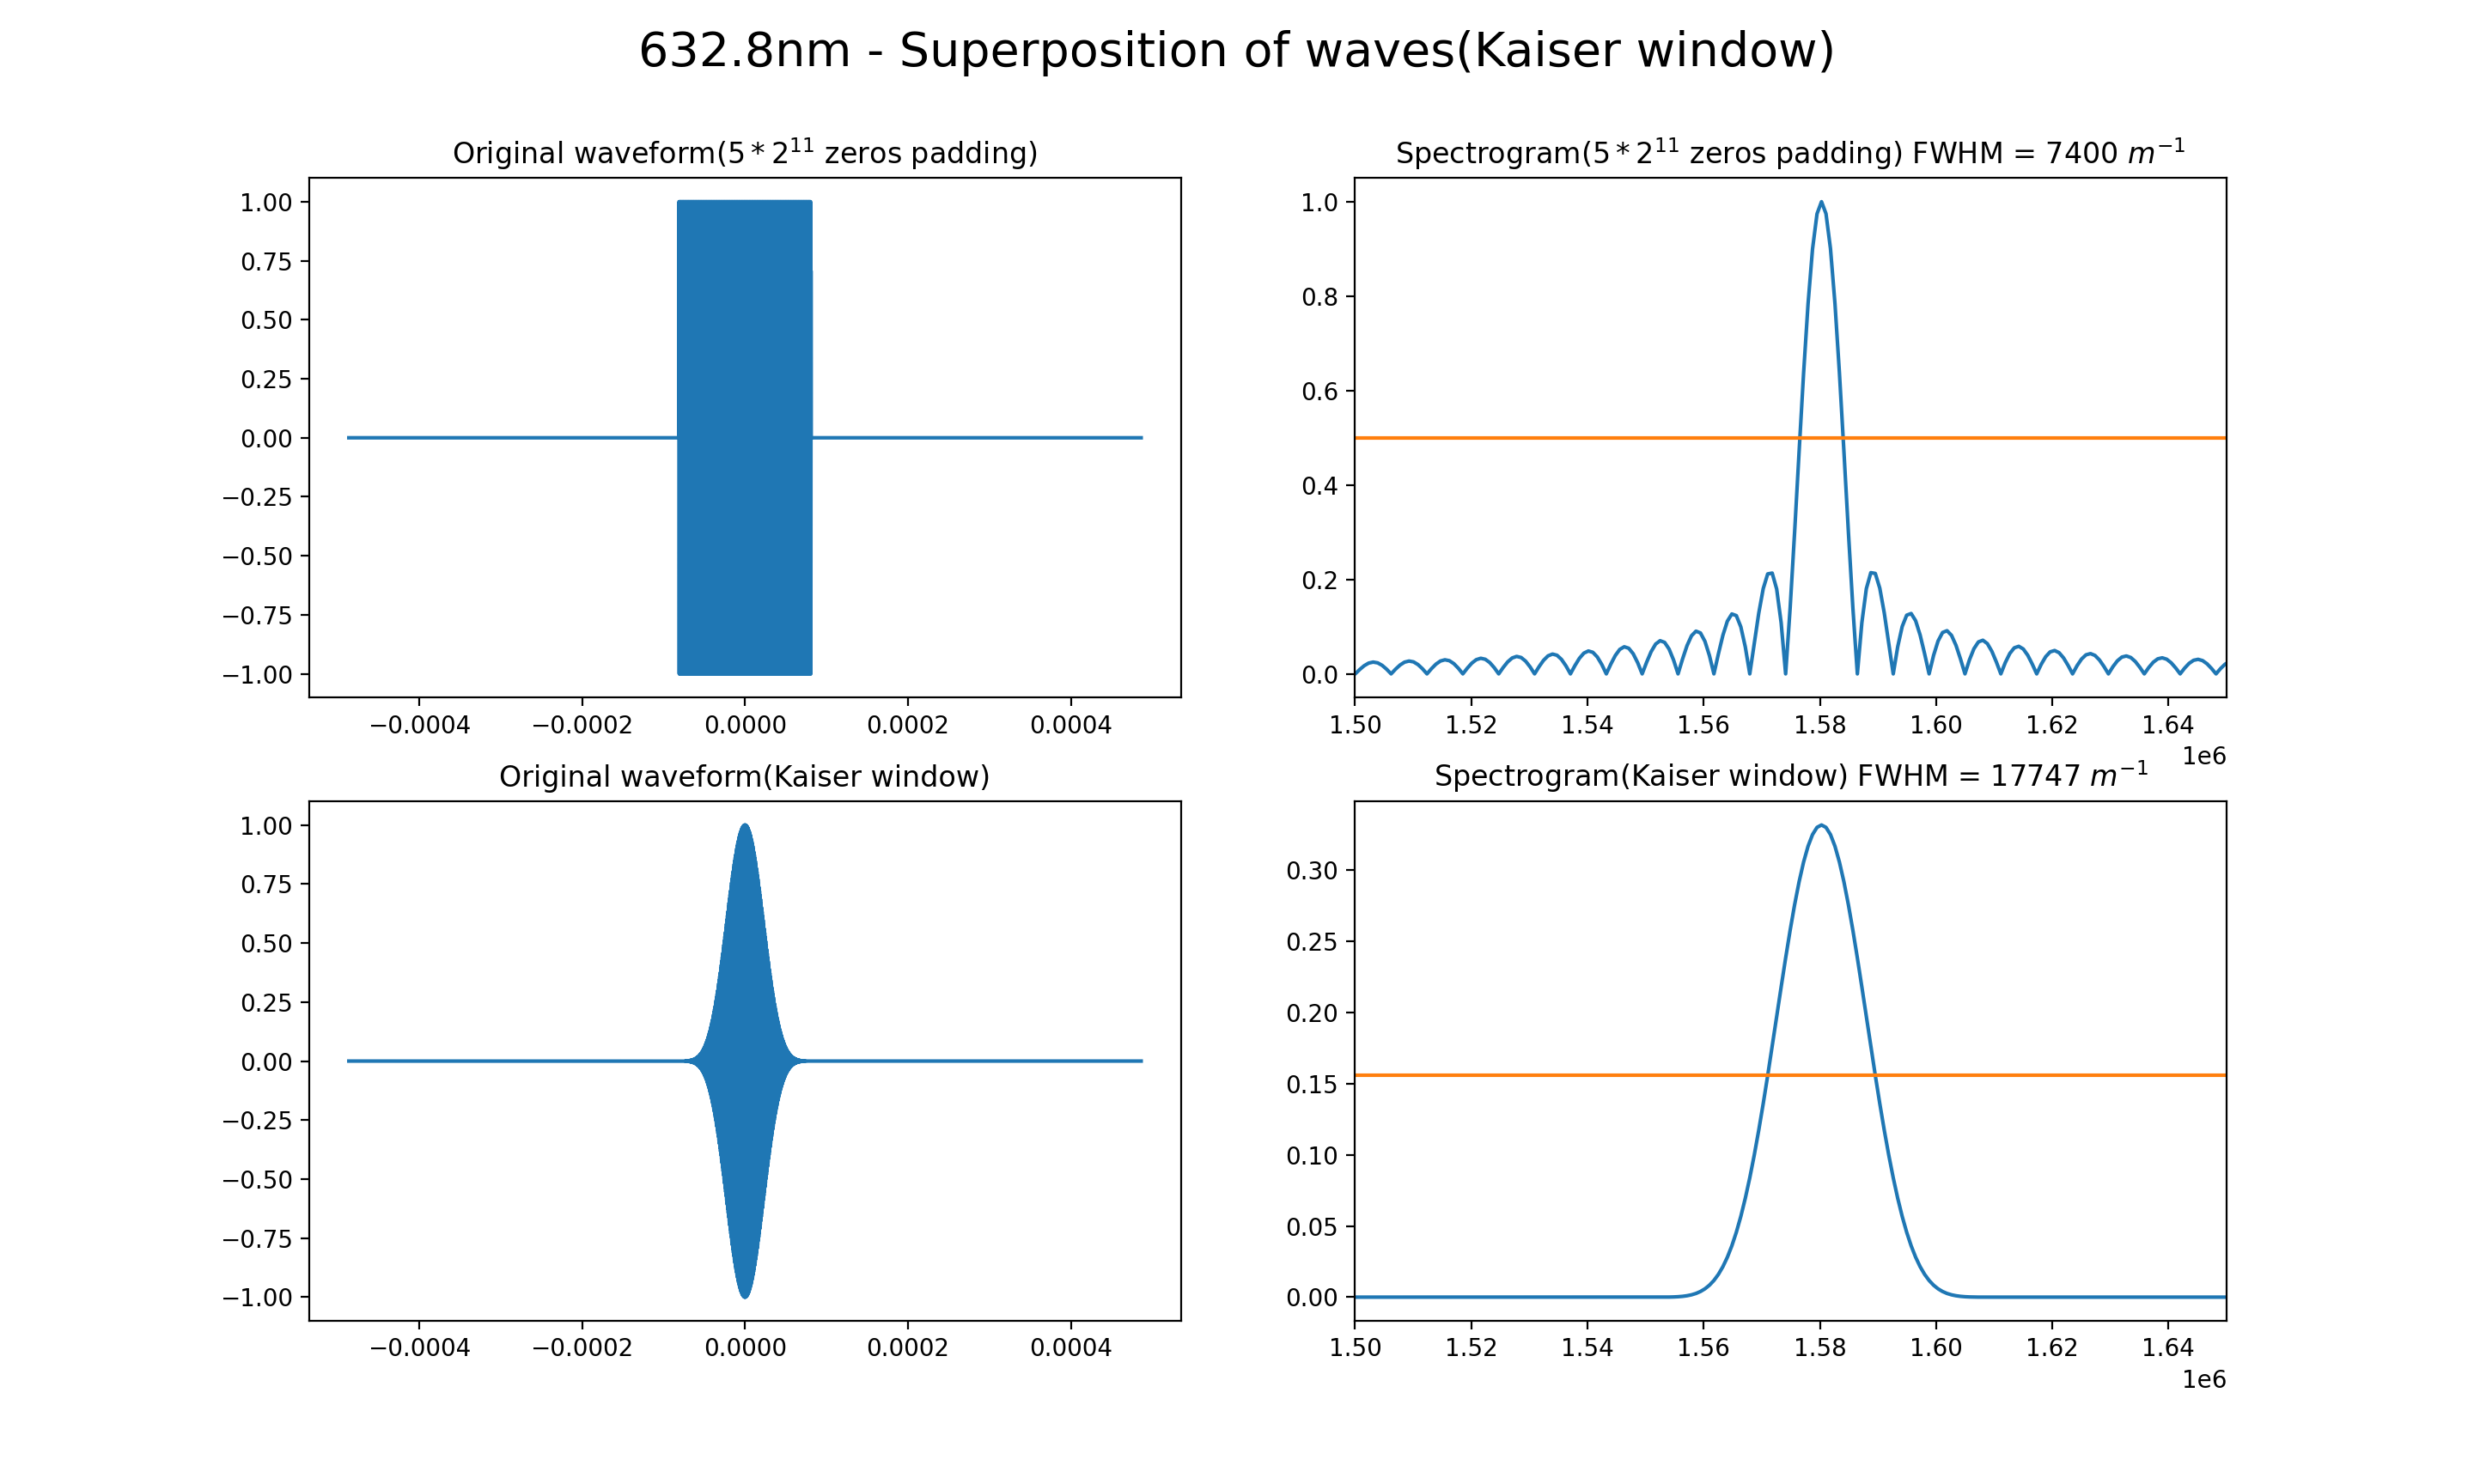 632.8nm - Superposition of waves(Kaiser window)
Original waveform(5 * 2^11 zeros padding)
1.00
0.75
0.50
0.25
0.00
−0.25
−0.50
−0.75
−1.00
−0.0004 −0.0002 0.0000 0.0002 0.0004
Spectrogram(5 * 2^11 zeros padding) FWHM = 7400 m^−1
1.0
0.8
0.6
0.4
0.2
0.0
1.50 1.52 1.54 1.56 1.58 1.60 1.62 1.64
1e6
Original waveform(Kaiser window)
1.00
0.75
0.50
0.25
0.00
−0.25
−0.50
−0.75
−1.00
−0.0004 −0.0002 0.0000 0.0002 0.0004
Spectrogram(Kaiser window) FWHM = 17747 m^−1
0.30
0.25
0.20
0.15
0.10
0.05
0.00
1.50 1.52 1.54 1.56 1.58 1.60 1.62 1.64
1e6